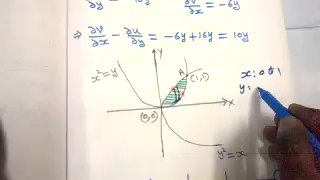 ∂V/∂x = -6y
⇒ ∂V/∂x - ∂u/∂y = -6y + 16y = 10y
Y
x² = y
A
(1,1)
x: 0 to 1
y:
X
(0,0)
y² = x